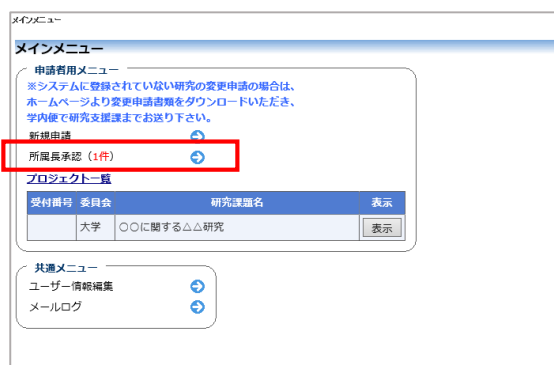 メインメニュー
メインメニュー
申請者用メニュー
※システムに登録されていない研究の変更申請の場合は、
ホームページより変更申請書類をダウンロードいただき、
学内便で研究支援課までお送り下さい。
新規申請
所属長承認（1件）
プロジェクト一覧
受付番号 委員会 研究課題名 表示
大学 〇〇に関する△△研究 表示
共通メニュー
ユーザー情報編集
メールログ